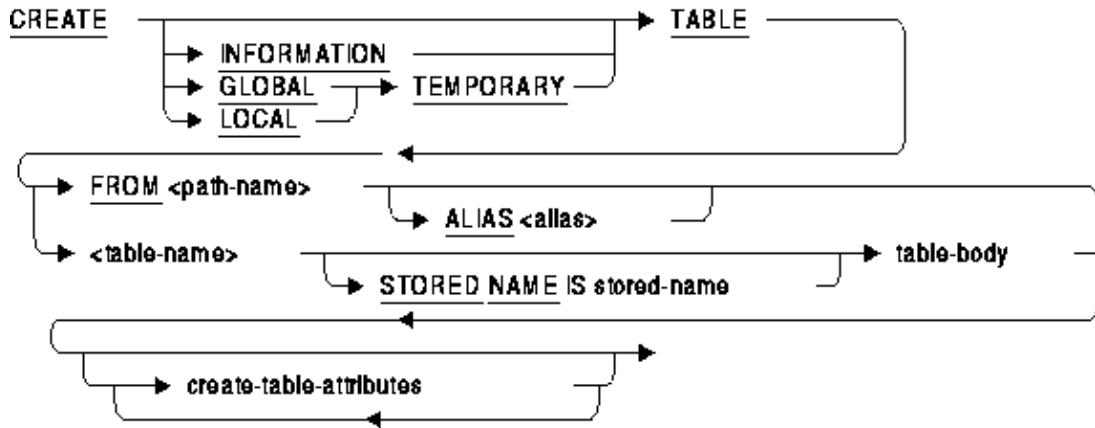 CREATE TABLE
INFORMATION
GLOBAL TEMPORARY
LOCAL
FROM <path-name>
ALIAS <alias>
<table-name> table-body
STORED NAME IS stored-name
create-table-attributes